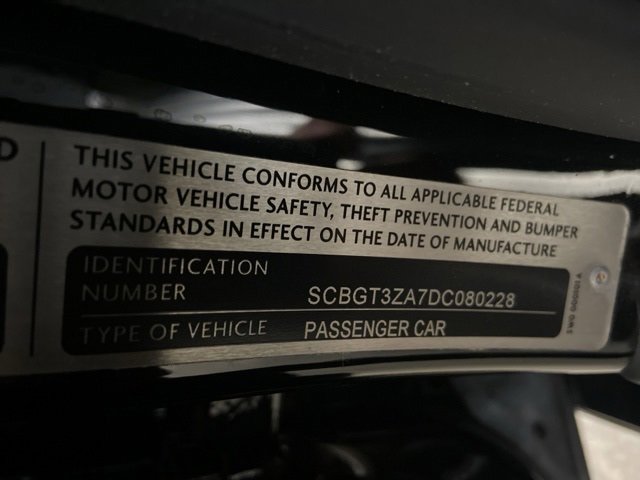 D
THIS VEHICLE CONFORMS TO ALL APPLICABLE FEDERAL
MOTOR VEHICLE SAFETY, THEFT PREVENTION AND BUMPER
STANDARDS IN EFFECT ON THE DATE OF MANUFACTURE
IDENTIFICATION
NUMBER SCBGT3ZA7DC080228
TYPE OF VEHICLE PASSENGER CAR